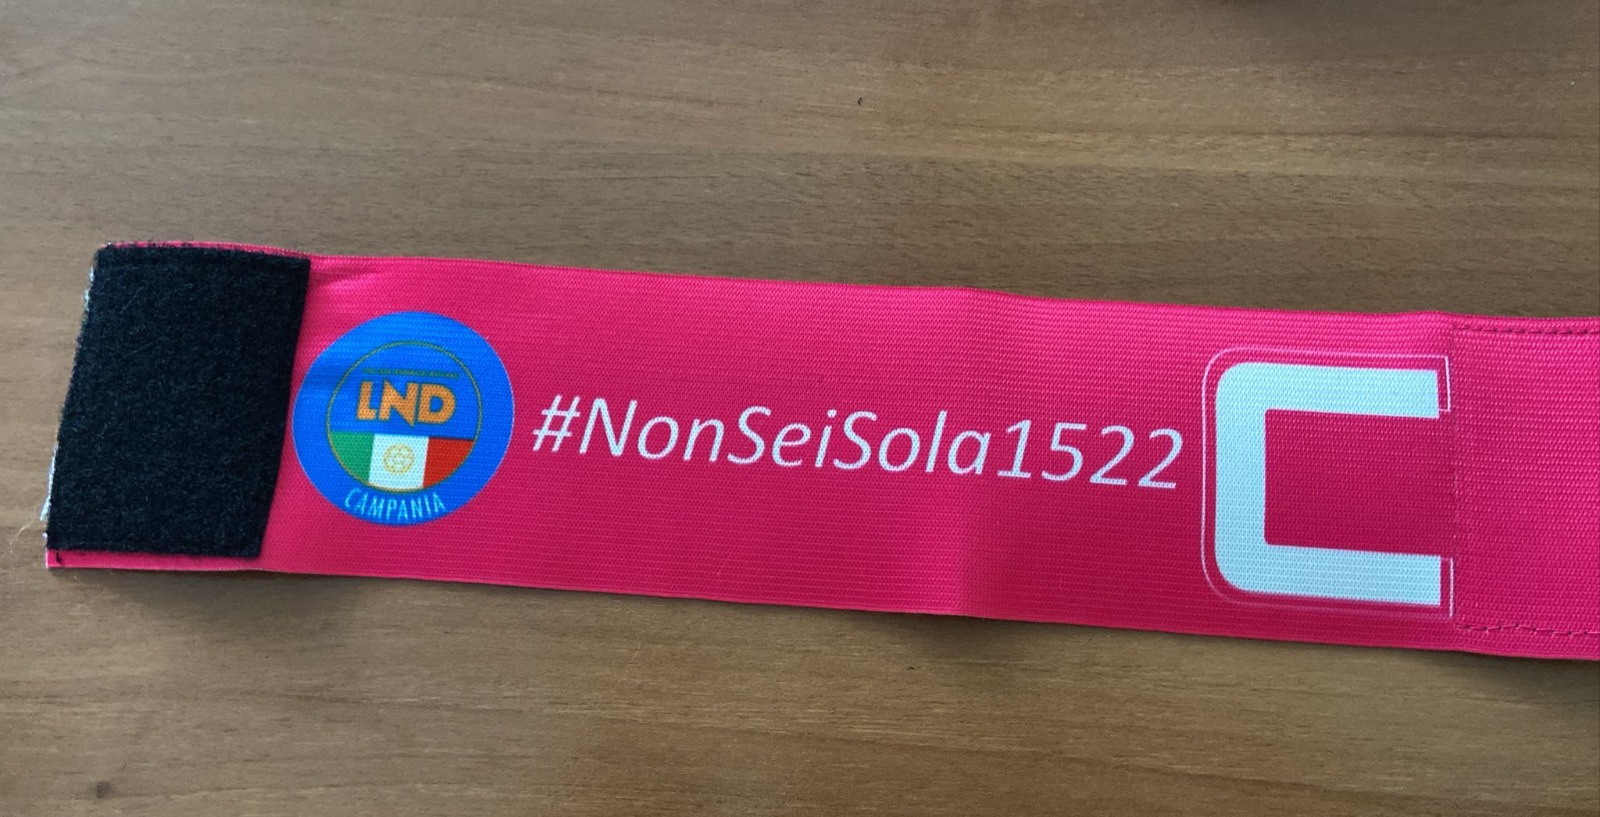 LND
CAMPANIA
#NonSeiSola1522
C